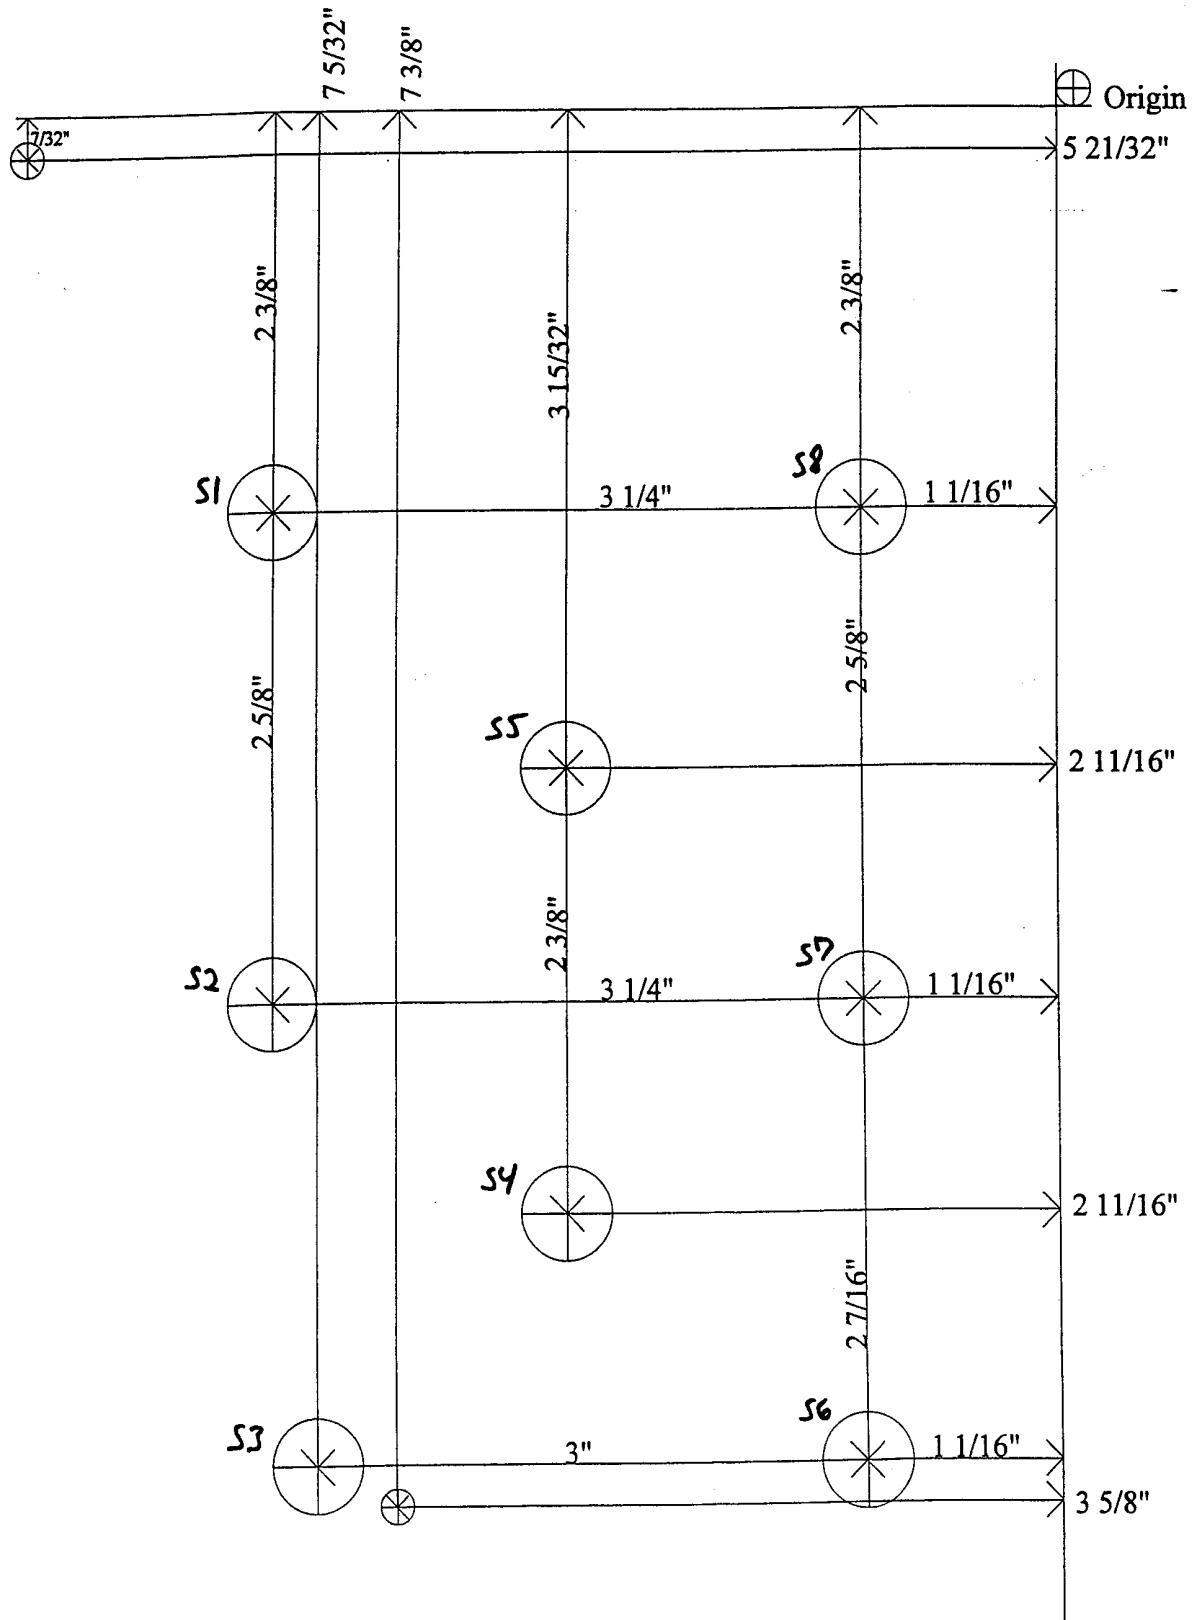 7 5/32"
7 3/8"
Origin
7/32"
5 21/32"
2 3/8"
3 15/32"
2 3/8"
S1
3 1/4"
S8
1 1/16"
2 5/8"
2 5/8"
S5
2 11/16"
2 3/8"
S2
3 1/4"
S7
1 1/16"
S4
2 11/16"
2 7/16"
S3
3"
S6
1 1/16"
3 5/8"